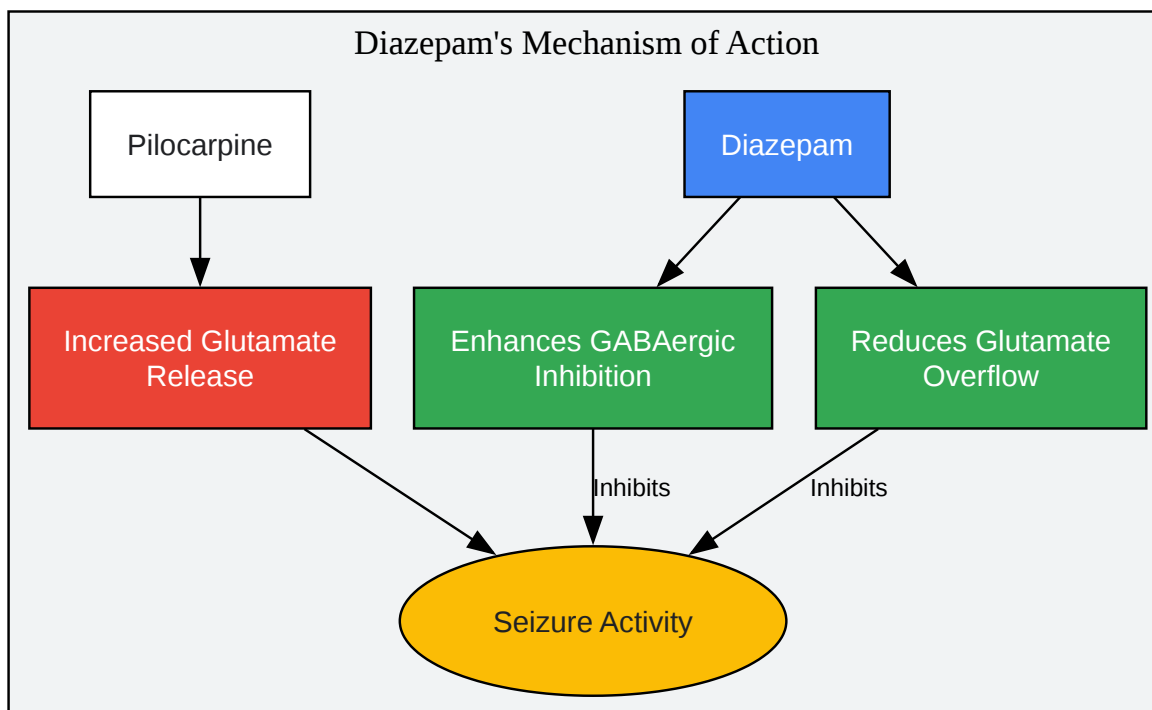 Diazepam's Mechanism of Action
Pilocarpine
Diazepam
Increased Glutamate
Release
Enhances GABAergic
Inhibition
Reduces Glutamate
Overflow
Inhibits
Inhibits
Seizure Activity